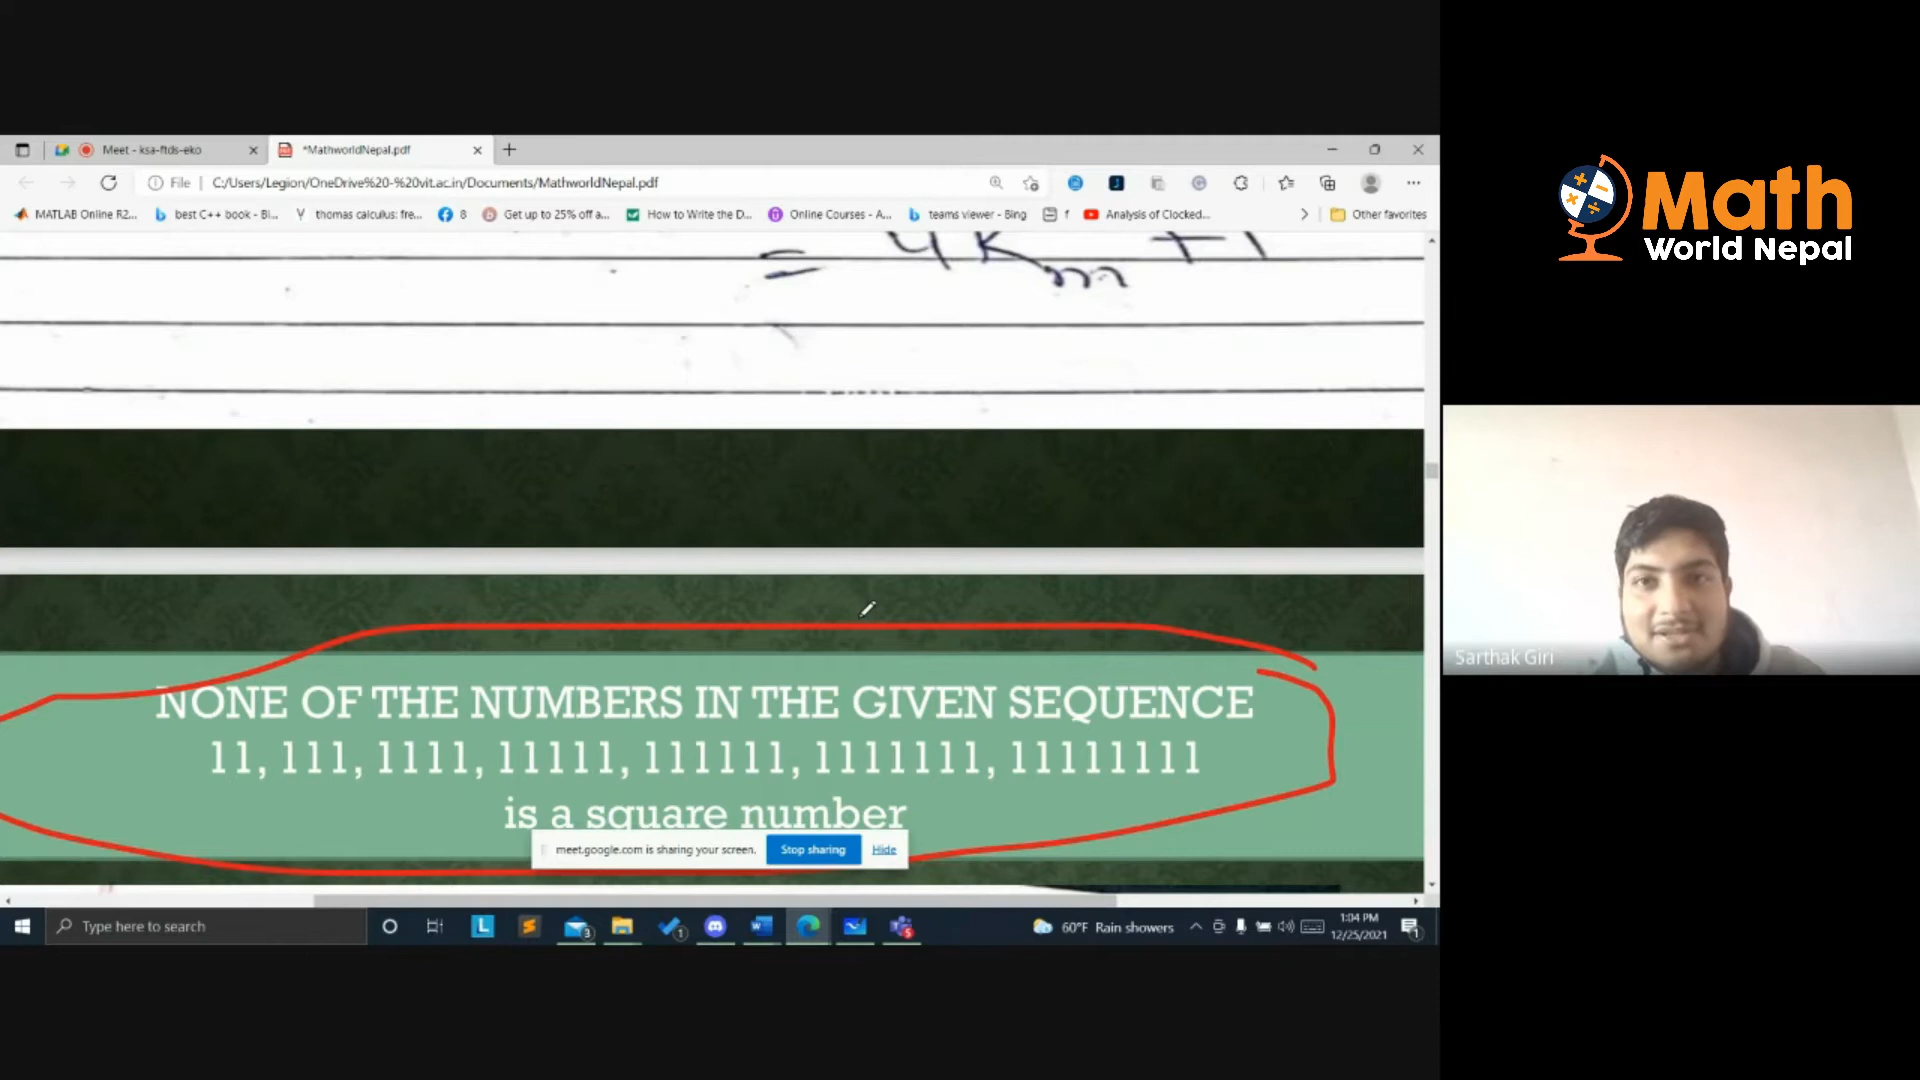 Meet - ksa-ftds-eko
*MathworldNepal.pdf
File
C:/Users/Legion/OneDrive%20-%20vit.ac.in/Documents/MathworldNepal.pdf
MATLAB Online R2...
best C++ book - Bi...
thomas calculus: fre...
8
Get up to 25% off a...
How to Write the D...
Online Courses - A...
teams viewer - Bing
f
Analysis of Clocked...
Other favorites
= 4Km + 1
NONE OF THE NUMBERS IN THE GIVEN SEQUENCE
11, 111, 1111, 11111, 111111, 1111111, 11111111
is a square number
meet.google.com is sharing your screen.
Stop sharing
Hide
Type here to search
60°F Rain showers
1:04 PM
12/25/2021
Math
World Nepal
Sarthak Giri